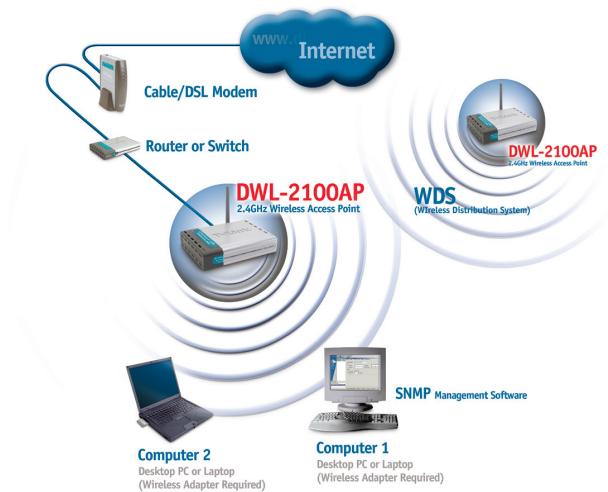 www.
Internet
Cable/DSL Modem
Router or Switch
DWL-2100AP
2.4GHz Wireless Access Point
DWL-2100AP
2.4GHz Wireless Access Point
WDS
(WIreless Distribution System)
SNMP Management Software
Computer 2
Desktop PC or Laptop
(Wireless Adapter Required)
Computer 1
Desktop PC or Laptop
(Wireless Adapter Required)